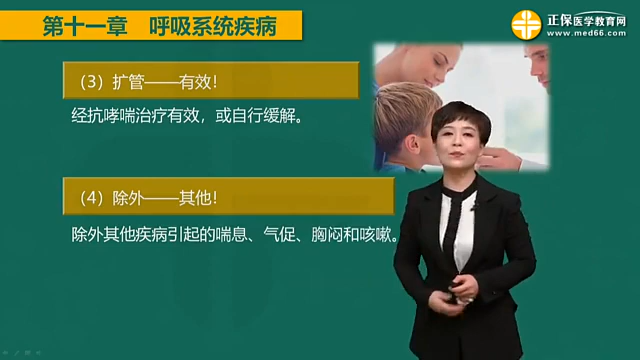 第十一章 呼吸系统疾病
正保医学教育网
www.med66.com
（3）扩管——有效！
经抗哮喘治疗有效，或自行缓解。
（4）除外——其他！
除外其他疾病引起的喘息、气促、胸闷和咳嗽。